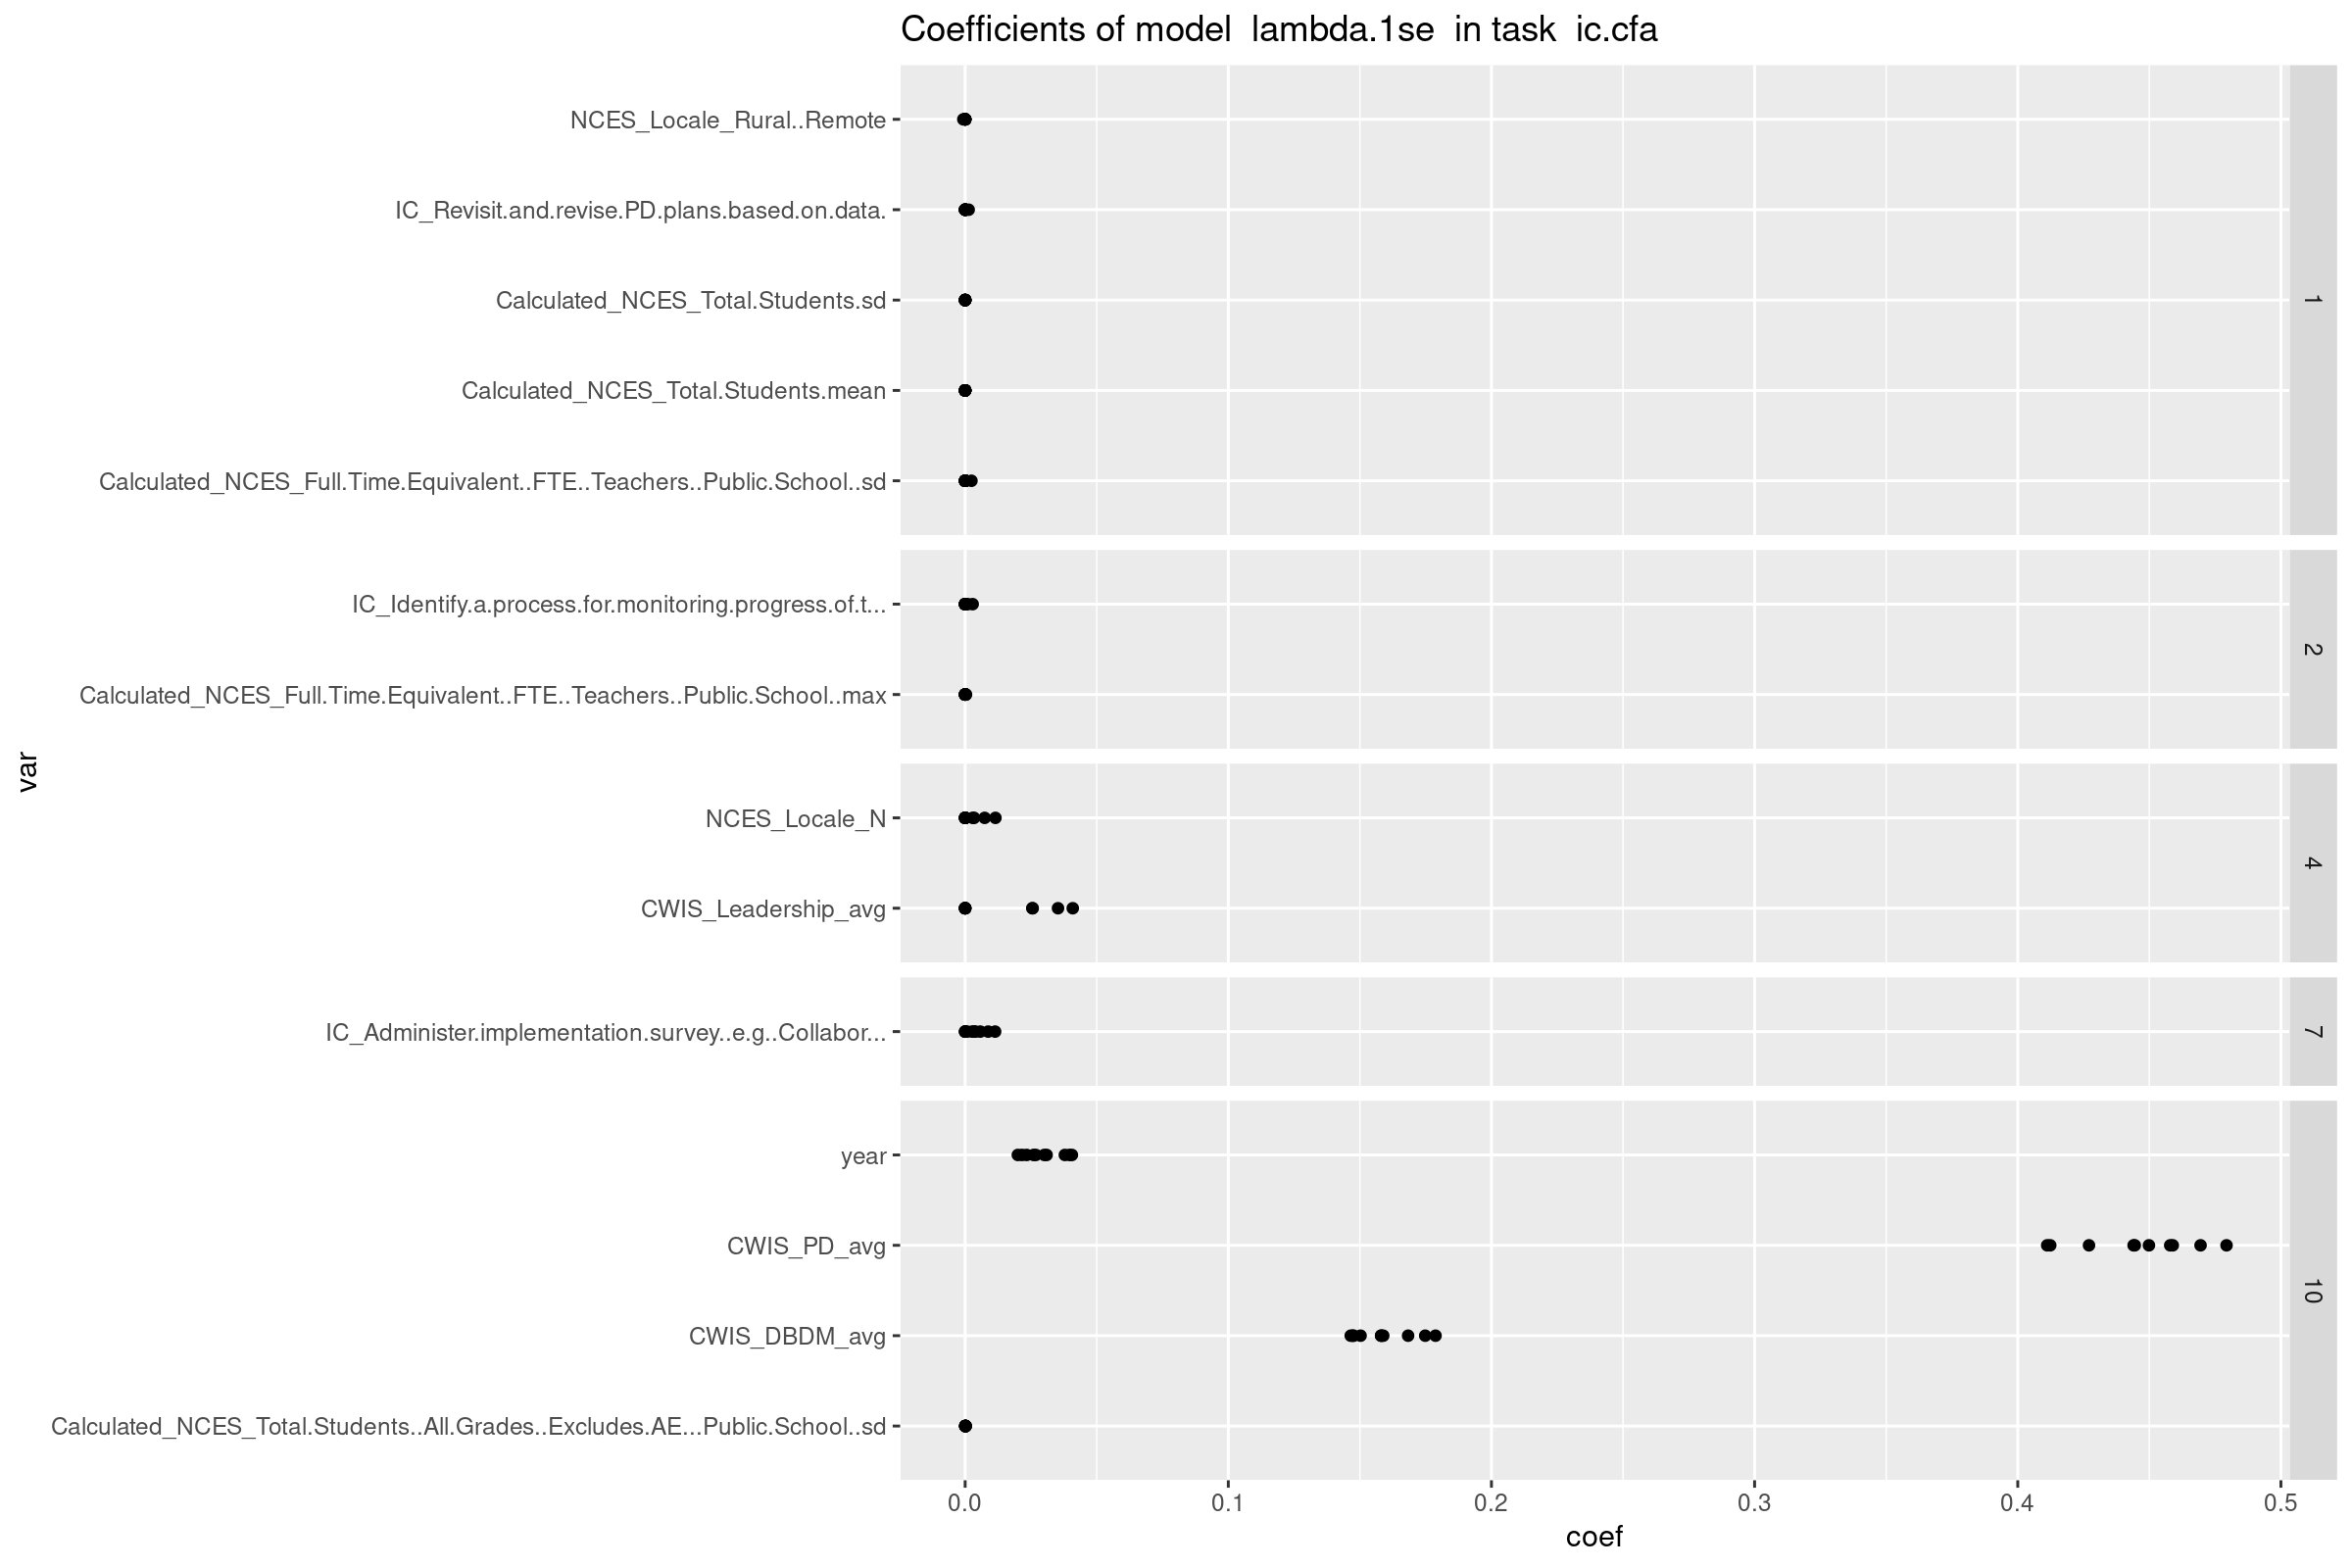 Coefficients of model  lambda.1se  in task  ic.cfa
NCES_Locale_Rural..Remote
IC_Revisit.and.revise.PD.plans.based.on.data.
Calculated_NCES_Total.Students.sd
Calculated_NCES_Total.Students.mean
Calculated_NCES_Full.Time.Equivalent..FTE..Teachers..Public.School..sd
1
IC_Identify.a.process.for.monitoring.progress.of.t...
Calculated_NCES_Full.Time.Equivalent..FTE..Teachers..Public.School..max
2
NCES_Locale_N
CWIS_Leadership_avg
4
IC_Administer.implementation.survey..e.g..Collabor...
7
year
CWIS_PD_avg
CWIS_DBDM_avg
Calculated_NCES_Total.Students..All.Grades..Excludes.AE...Public.School..sd
10
var
0.0 0.1 0.2 0.3 0.4 0.5
coef